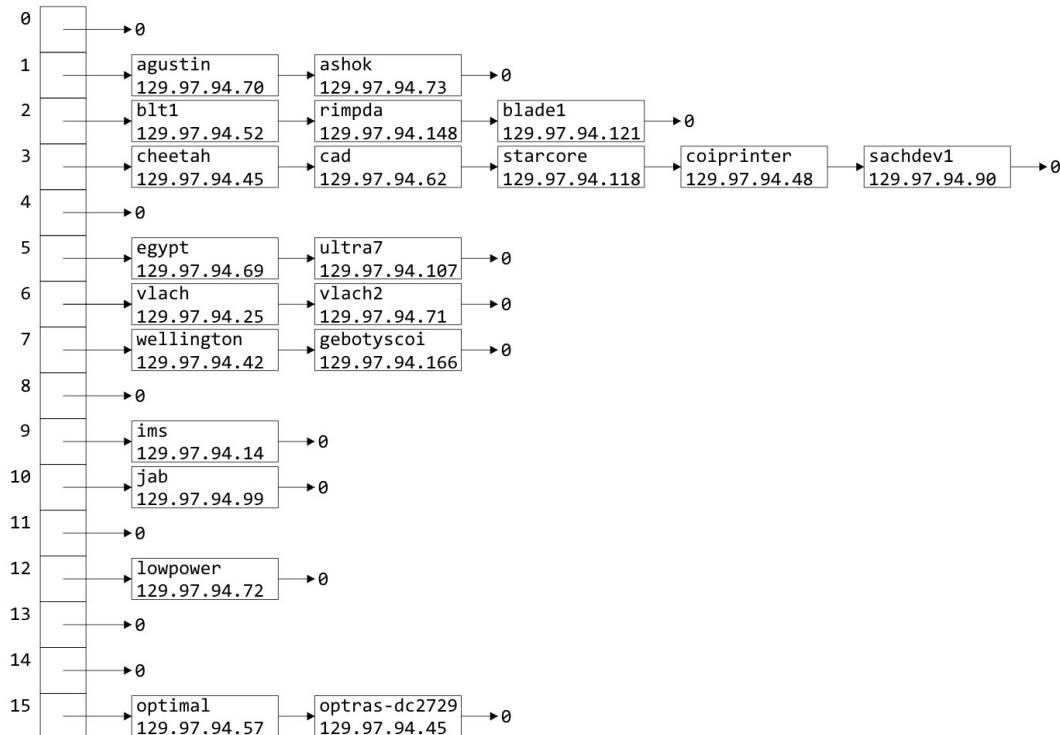 0 0
1 agustin ashok 0
129.97.94.70 129.97.94.73
2 blt1 rimpda blade1 0
129.97.94.52 129.97.94.148 129.97.94.121
3 cheetah cad starcore coiprinter sachdev1 0
129.97.94.45 129.97.94.62 129.97.94.118 129.97.94.48 129.97.94.90
4 0
5 egypt ultra7 0
129.97.94.69 129.97.94.107
6 vlach vlach2 0
129.97.94.25 129.97.94.71
7 wellington gebotyscoi 0
129.97.94.42 129.97.94.166
8 0
9 ims 0
129.97.94.14
10 jab 0
129.97.94.99
11 0
12 lowpower 0
129.97.94.72
13 0
14 0
15 optimal optras-dc2729 0
129.97.94.57 129.97.94.45